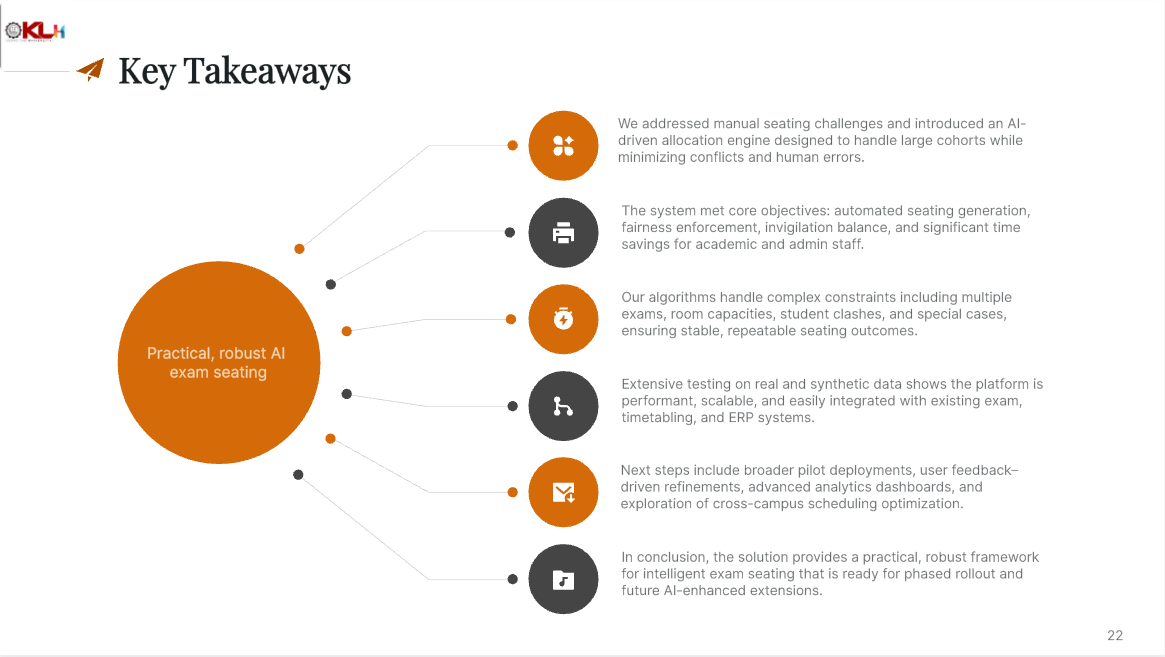 KLH
Key Takeaways
We addressed manual seating challenges and introduced an AI-
driven allocation engine designed to handle large cohorts while
minimizing conflicts and human errors.
The system met core objectives: automated seating generation,
fairness enforcement, invigilation balance, and significant time
savings for academic and admin staff.
Our algorithms handle complex constraints including multiple
exams, room capacities, student clashes, and special cases,
ensuring stable, repeatable seating outcomes.
Practical, robust AI
exam seating
Extensive testing on real and synthetic data shows the platform is
performant, scalable, and easily integrated with existing exam,
timetabling, and ERP systems.
Next steps include broader pilot deployments, user feedback–
driven refinements, advanced analytics dashboards, and
exploration of cross-campus scheduling optimization.
In conclusion, the solution provides a practical, robust framework
for intelligent exam seating that is ready for phased rollout and
future AI-enhanced extensions.
22